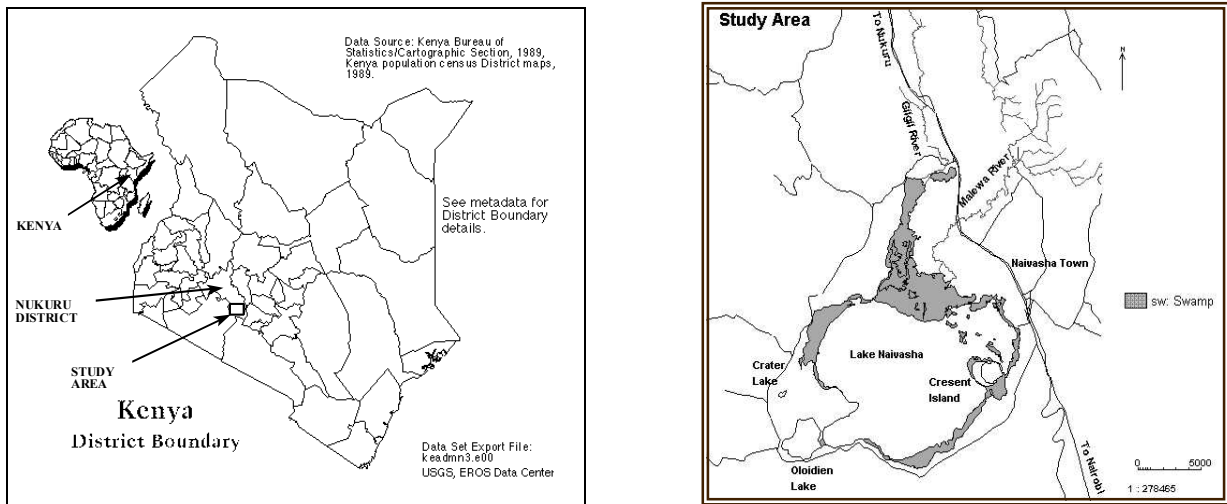 Data Source: Kenya Bureau of
Statistics/Cartographic Section, 1989,
Kenya population census District maps,
1989.
KENYA
See metadata for
District Boundary
details.
NUKURU
DISTRICT
STUDY
AREA
Kenya
District Boundary
Data Set Export File:
keadmn3.e00
USGS, EROS Data Center
Study Area
To Nukuru
N
Gilgil River
Malewa River
Naivasha Town
sw: Swamp
Lake Naivasha
Crater
Lake
Cresent
Island
Oloidien
Lake
To Nairobi
0 5000
1 : 278465